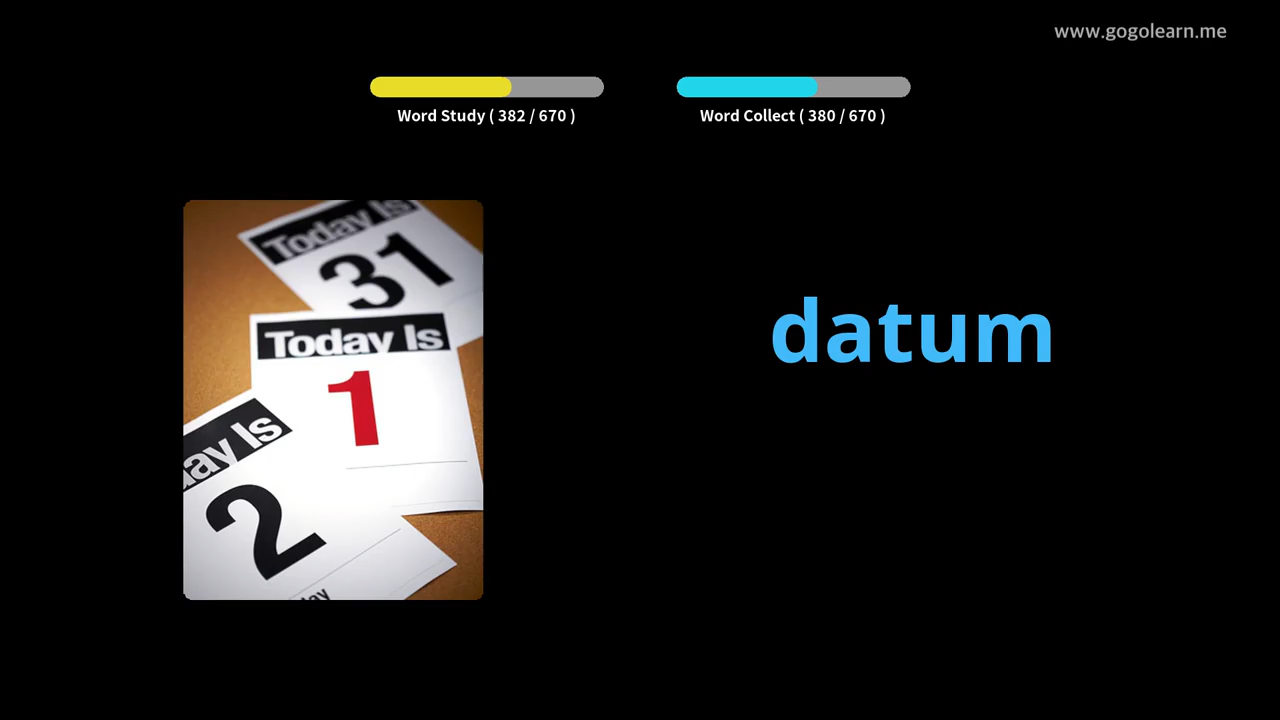 www.gogolearn.me
Word Study ( 382 / 670 )
Word Collect ( 380 / 670 )
Today Is
31
Today Is
1
ay Is
2
datum